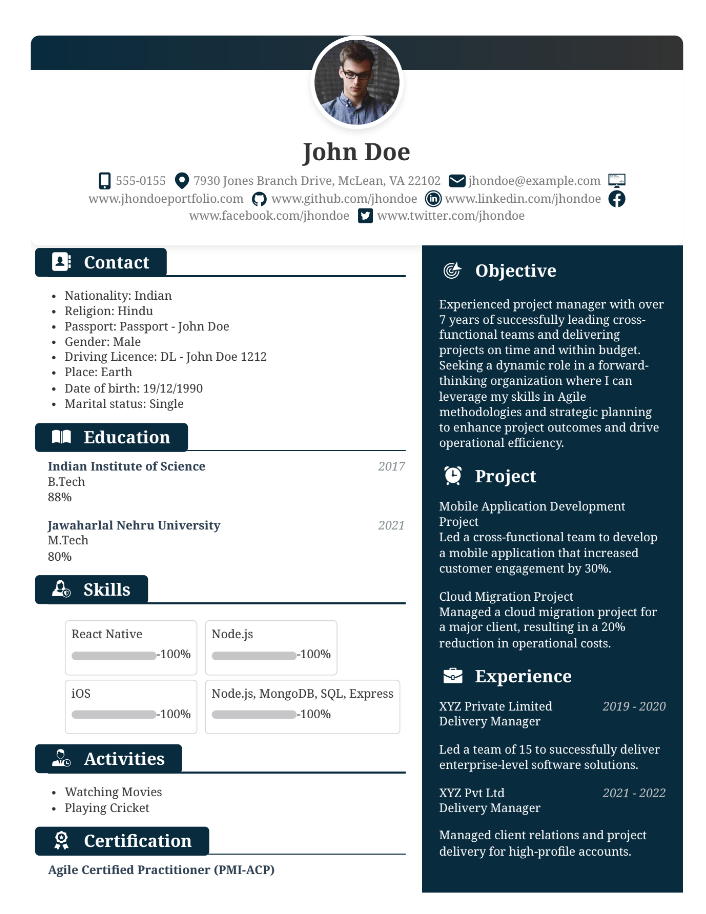 John Doe
555-0155 7930 Jones Branch Drive, McLean, VA 22102 jhondoe@example.com
www.jhondoeportfolio.com www.github.com/jhondoe www.linkedin.com/jhondoe
www.facebook.com/jhondoe www.twitter.com/jhondoe
Contact
• Nationality: Indian
• Religion: Hindu
• Passport: Passport - John Doe
• Gender: Male
• Driving Licence: DL - John Doe 1212
• Place: Earth
• Date of birth: 19/12/1990
• Marital status: Single
Education
Indian Institute of Science 2017
B.Tech
88%
Jawaharlal Nehru University 2021
M.Tech
80%
Skills
React Native
-100%
Node.js
-100%
iOS
-100%
Node.js, MongoDB, SQL, Express
-100%
Activities
• Watching Movies
• Playing Cricket
Certification
Agile Certified Practitioner (PMI-ACP)
Objective
Experienced project manager with over
7 years of successfully leading cross-
functional teams and delivering
projects on time and within budget.
Seeking a dynamic role in a forward-
thinking organization where I can
leverage my skills in Agile
methodologies and strategic planning
to enhance project outcomes and drive
operational efficiency.
Project
Mobile Application Development
Project
Led a cross-functional team to develop
a mobile application that increased
customer engagement by 30%.
Cloud Migration Project
Managed a cloud migration project for
a major client, resulting in a 20%
reduction in operational costs.
Experience
XYZ Private Limited 2019 - 2020
Delivery Manager
Led a team of 15 to successfully deliver
enterprise-level software solutions.
XYZ Pvt Ltd 2021 - 2022
Delivery Manager
Managed client relations and project
delivery for high-profile accounts.